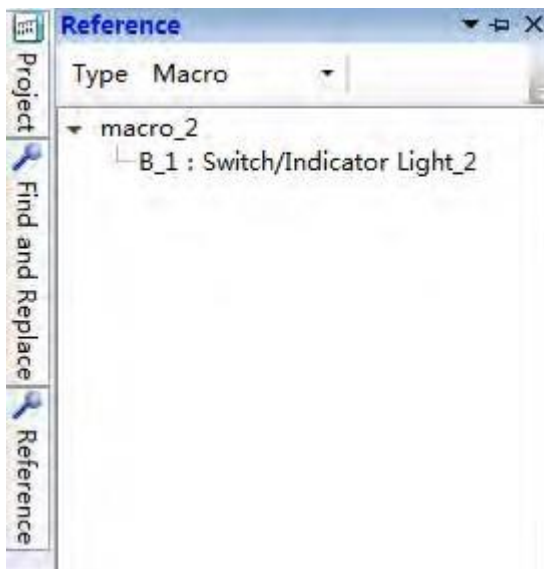 Reference
Type Macro
macro_2
B_1 : Switch/Indicator Light_2
Project
Find and Replace
Reference